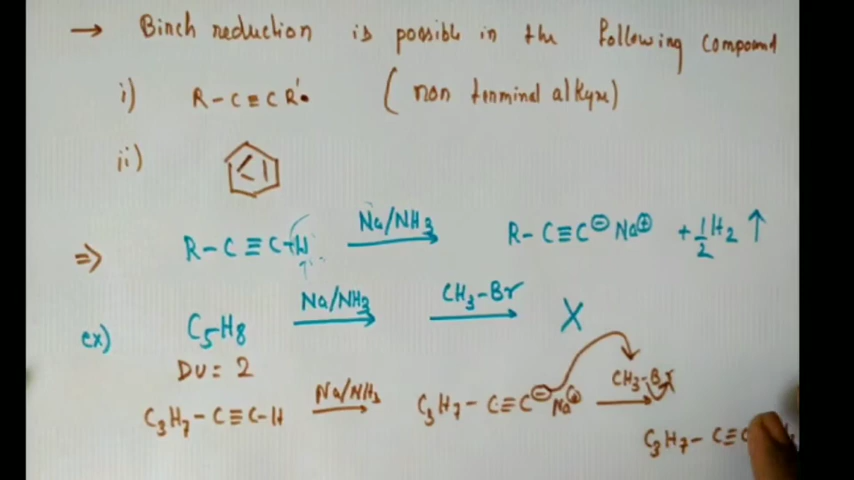 → Binch reduction is possible in the following compound
i) R-C≡CR' (non terminal alkyne)
ii)
⇒ R-C≡C-H Na/NH3 → R-C≡C⊖ Na⊕ + 1/2 H2 ↑
ex) C5H8 Na/NH3 → CH3-Br → X
DU = 2
C3H7-C≡C-H Na/NH3 → C3H7-C≡C⊖ Na⊕ → CH3-Br
C3H7-C≡C